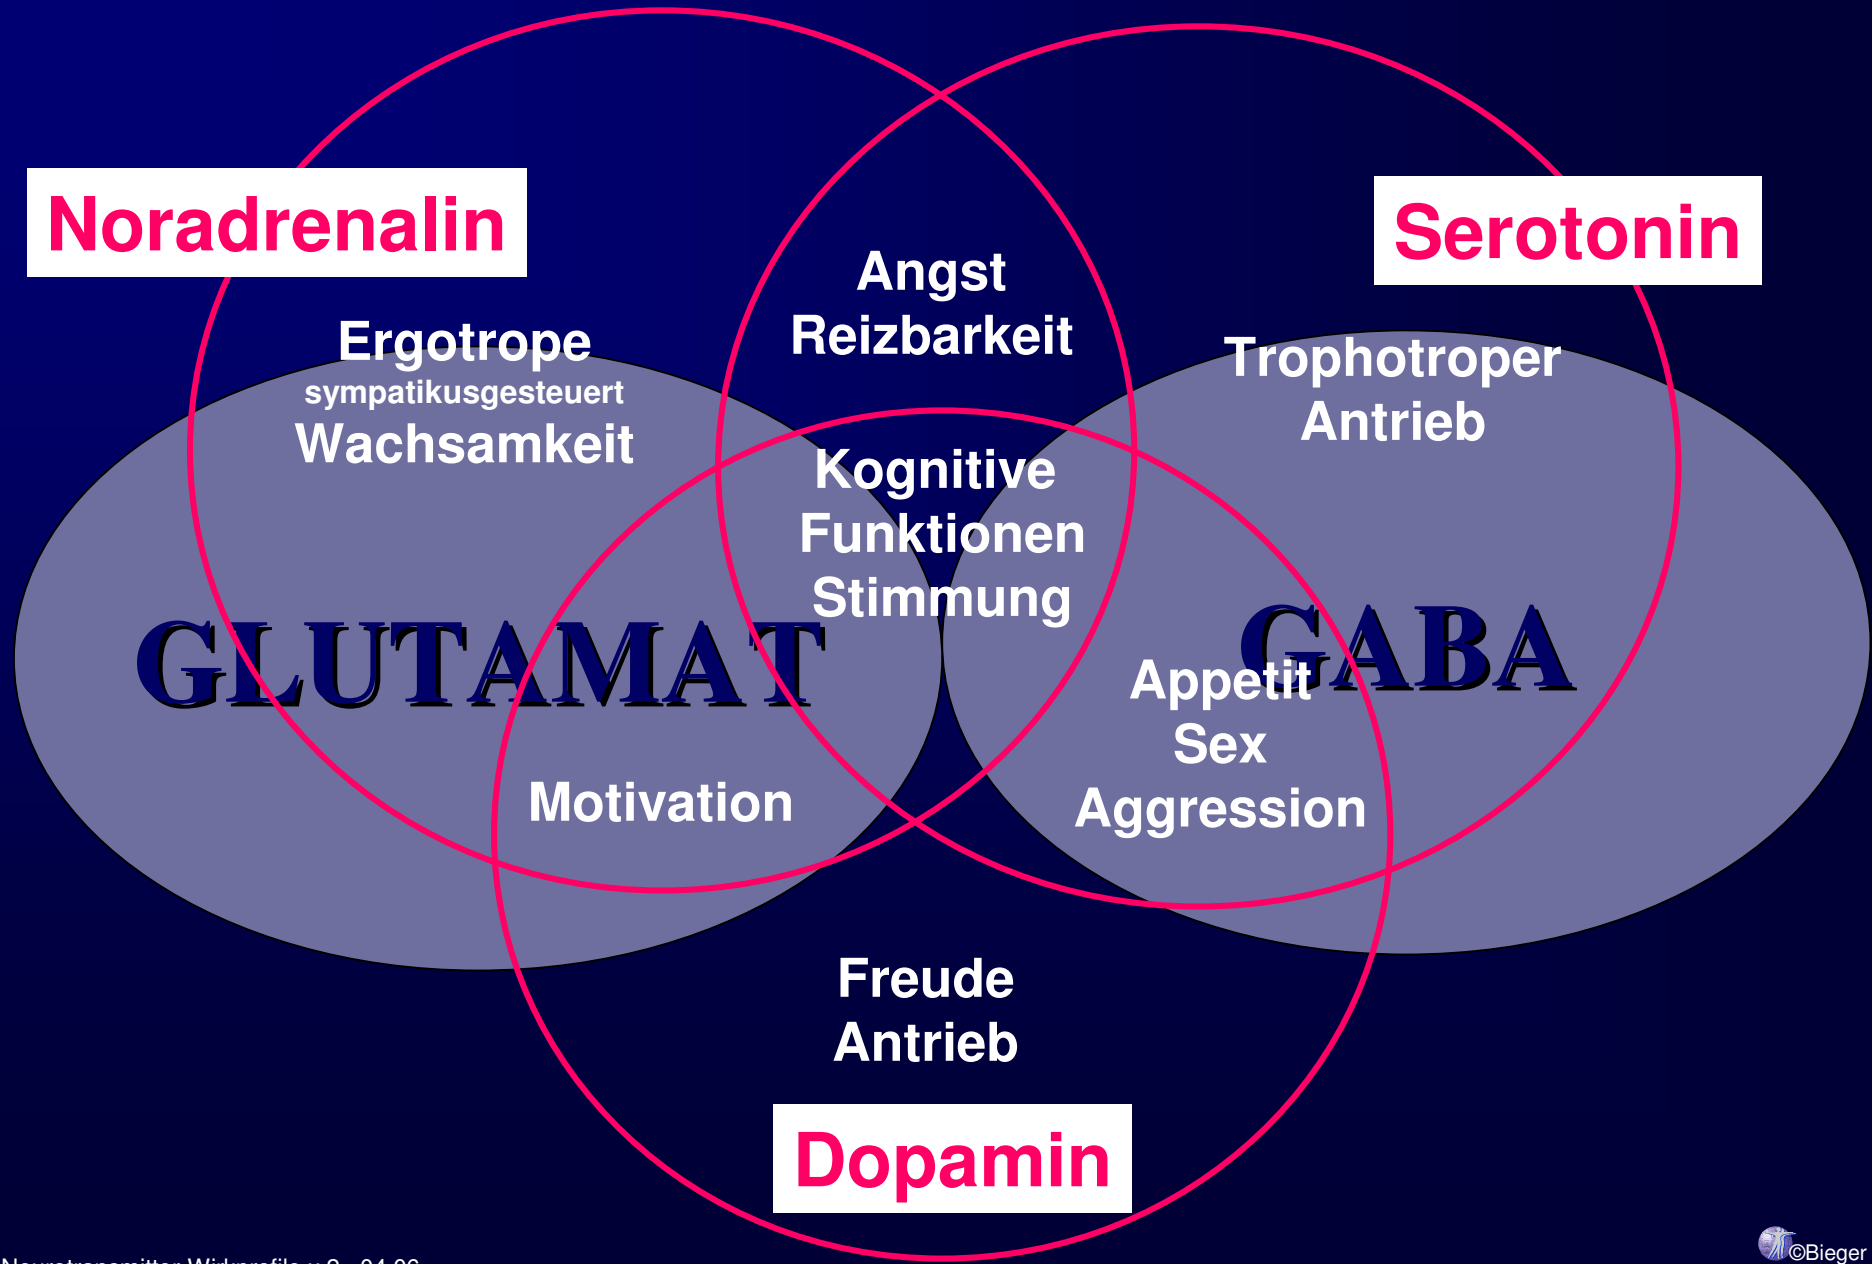 Noradrenalin
Serotonin
Angst
Reizbarkeit
Ergotrope
sympatikusgesteuert
Wachsamkeit
Trophotroper
Antrieb
Kognitive
Funktionen
Stimmung
GLUTAMAT
GABA
Appetit
Sex
Aggression
Motivation
Freude
Antrieb
Dopamin
©Bieger